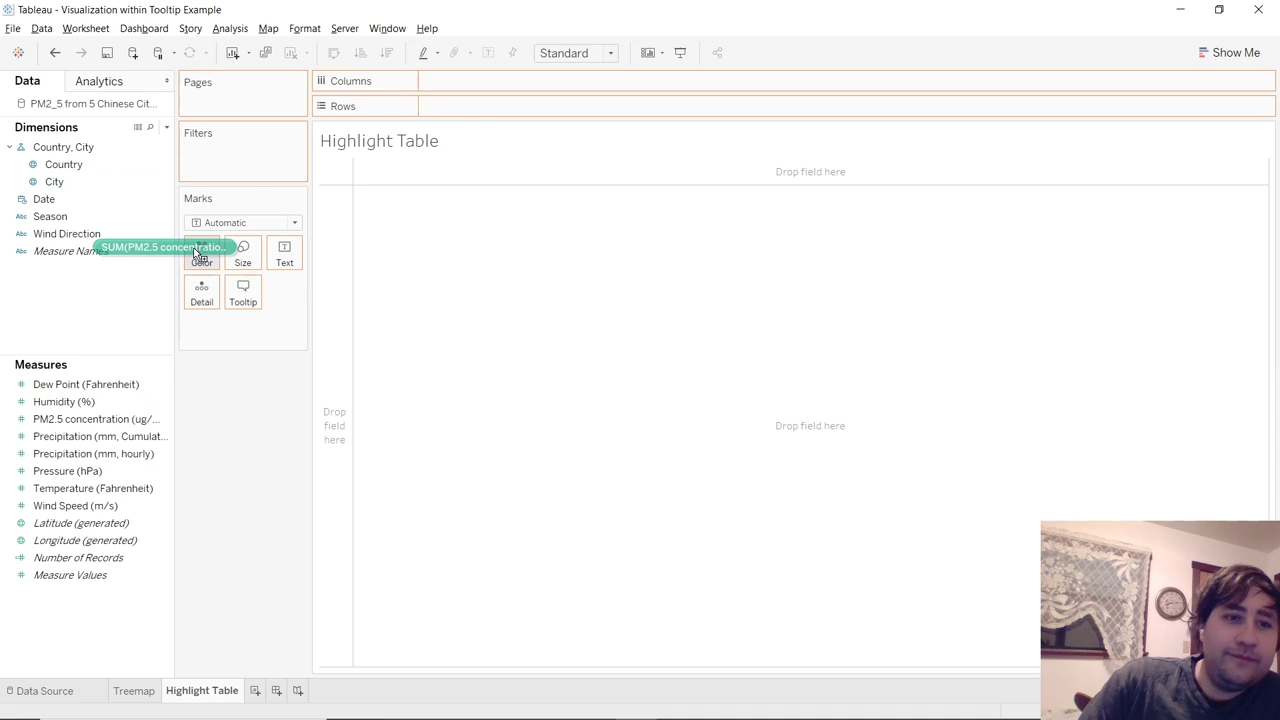 Tableau - Visualization within Tooltip Example
File Data Worksheet Dashboard Story Analysis Map Format Server Window Help
Standard
Show Me
Data Analytics
PM2_5 from 5 Chinese Cit...
Dimensions
Country, City
Country
City
Date
Abc Season
Abc Wind Direction
Abc Measure Names
Measures
Dew Point (Fahrenheit)
Humidity (%)
PM2.5 concentration (ug/...
Precipitation (mm, Cumulat...
Precipitation (mm, hourly)
Pressure (hPa)
Temperature (Fahrenheit)
Wind Speed (m/s)
Latitude (generated)
Longitude (generated)
Number of Records
Measure Values
Pages
Filters
Marks
Automatic
SUM(PM2.5 concentratio..
Color Size Text
Detail Tooltip
Columns
Rows
Highlight Table
Drop field here
Drop
field
here
Drop field here
Data Source Treemap Highlight Table